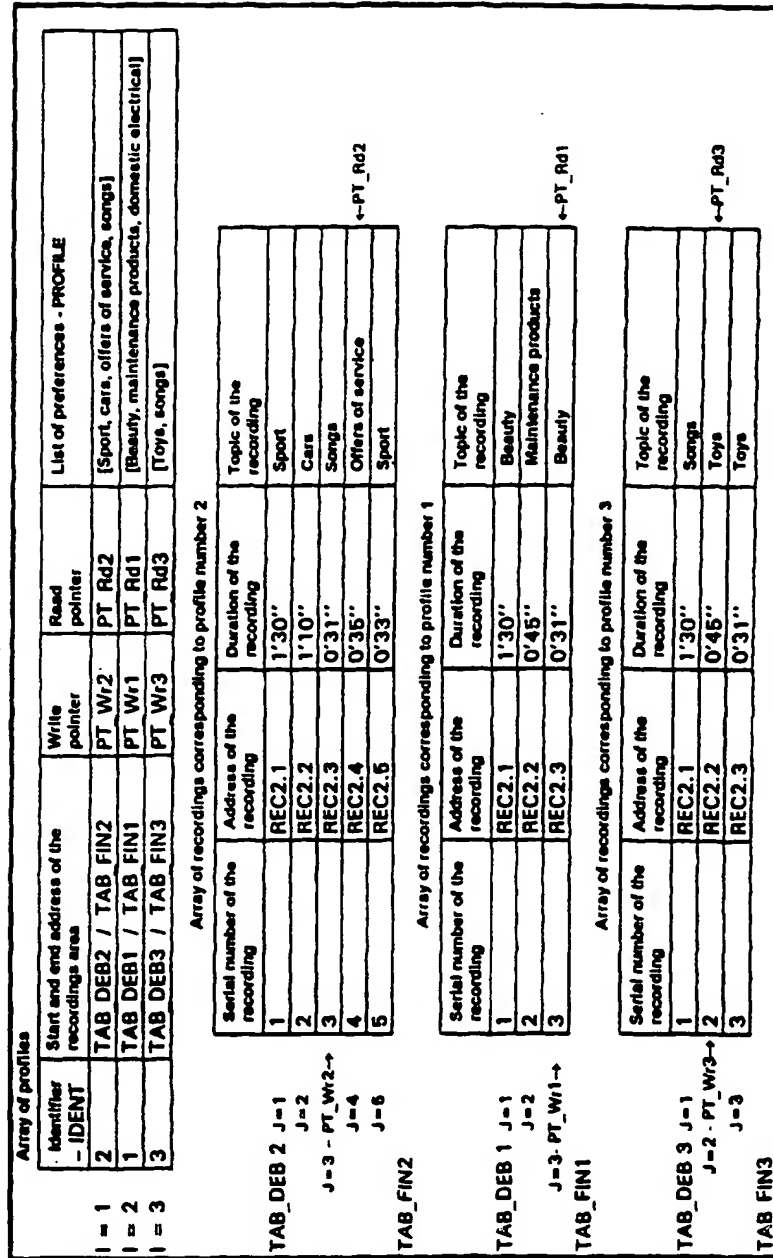 Array of profiles
Identifier – IDENT | Start and end address of the recordings area | Write pointer | Read pointer | List of preferences - PROFILE
I = 1 | 2 | TAB DEB2 / TAB FIN2 | PT Wr2 | PT Rd2 | [Sport, cars, offers of service, songs]
I = 2 | 1 | TAB DEB1 / TAB FIN1 | PT Wr1 | PT Rd1 | [Beauty, maintenance products, domestic electrical]
I = 3 | 3 | TAB DEB3 / TAB FIN3 | PT Wr3 | PT Rd3 | [Toys, songs]
Array of recordings corresponding to profile number 2
Serial number of the recording | Address of the recording | Duration of the recording | Topic of the recording
TAB_DEB 2 J=1 | 1 | REC2.1 | 1'30'' | Sport
J=2 | 2 | REC2.2 | 1'10'' | Cars
J=3 - PT_Wr2→ | 3 | REC2.3 | 0'31'' | Songs
J=4 | 4 | REC2.4 | 0'35'' | Offers of service | ←PT_Rd2
J=5 | 5 | REC2.5 | 0'33'' | Sport
TAB_FIN2
Array of recordings corresponding to profile number 1
Serial number of the recording | Address of the recording | Duration of the recording | Topic of the recording
TAB_DEB 1 J=1 | 1 | REC2.1 | 1'30'' | Beauty
J=2 | 2 | REC2.2 | 0'45'' | Maintenance products
J=3- PT_Wr1→ | 3 | REC2.3 | 0'31'' | Beauty | ←PT_Rd1
TAB_FIN1
Array of recordings corresponding to profile number 3
Serial number of the recording | Address of the recording | Duration of the recording | Topic of the recording
TAB_DEB 3 J=1 | 1 | REC2.1 | 1'30'' | Songs
J=2 - PT_Wr3→ | 2 | REC2.2 | 0'45'' | Toys | ←PT_Rd3
J=3 | 3 | REC2.3 | 0'31'' | Toys
TAB_FIN3